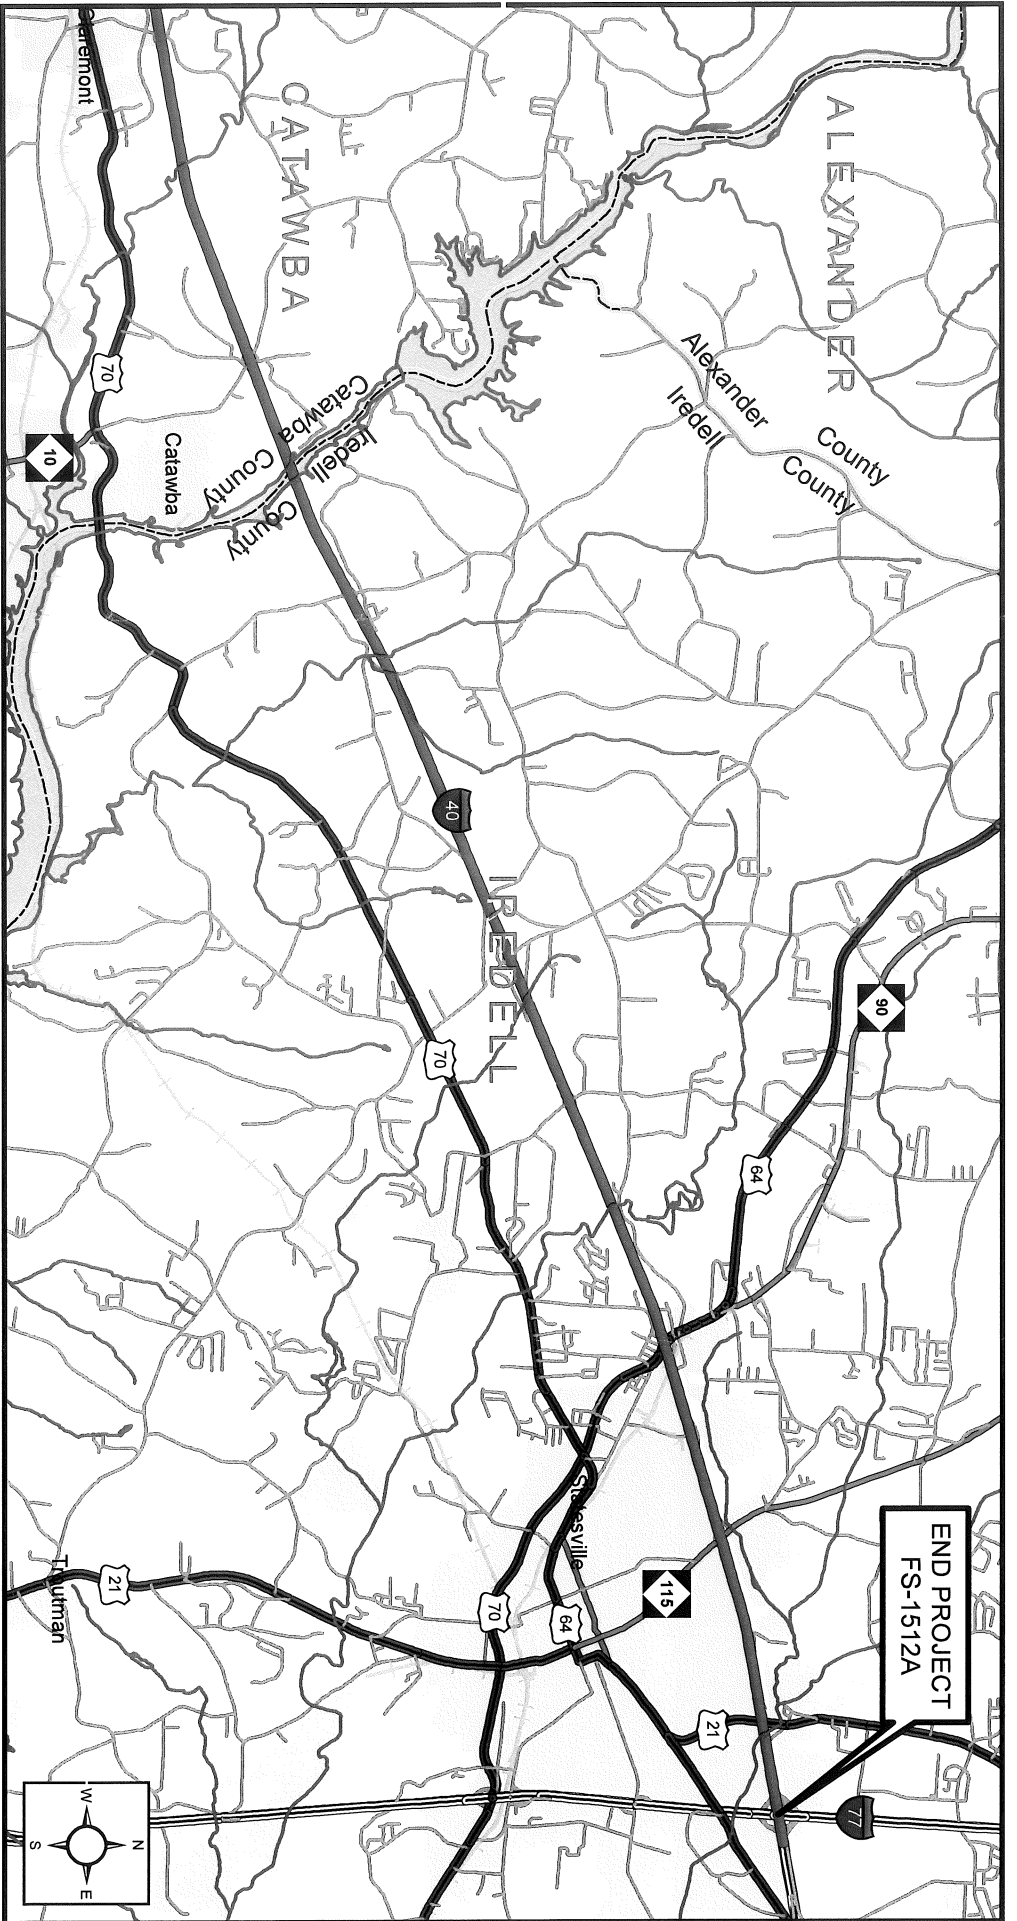 END PROJECT
FS-1512A
90
77
ALEXANDER
County
County
64
Alexander
Iredell
21
115
Statesville
64
IREDELL
70
40
70
Catawba
Iredell
CATAWBA
County
County
Catawba
21
70
Claremont
Troutman
10
N
W
E
S